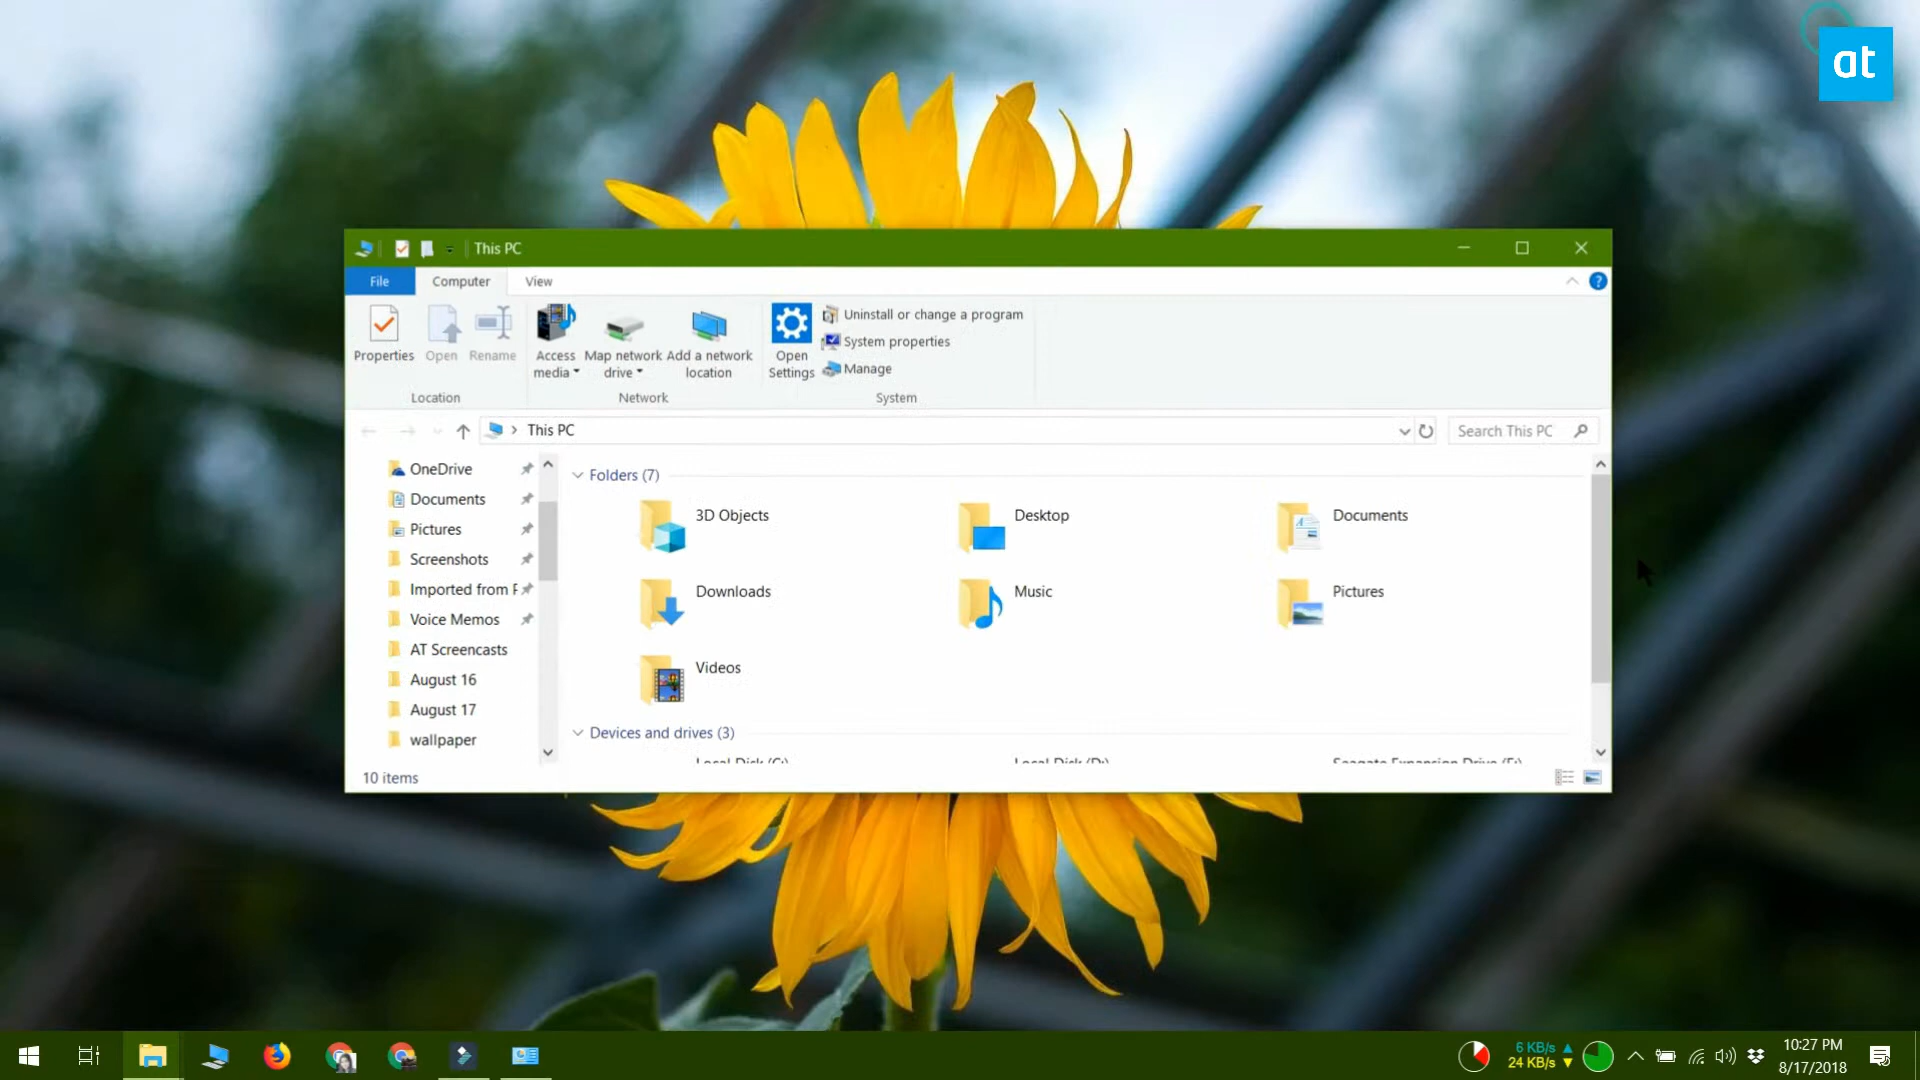 at
This PC
File Computer View
Properties Open Rename Access media Map network drive Add a network location Open Settings Uninstall or change a program
System properties
Manage
Location Network System
This PC
Search This PC
OneDrive
Documents
Pictures
Screenshots
Imported from F
Voice Memos
AT Screencasts
August 16
August 17
wallpaper
Folders (7)
3D Objects Desktop Documents
Downloads Music Pictures
Videos
Devices and drives (3)
Local Disk (C:) Local Disk (D:) Seagate Expansion Drive (F:)
10 items
6 KB/s
24 KB/s
10:27 PM
8/17/2018